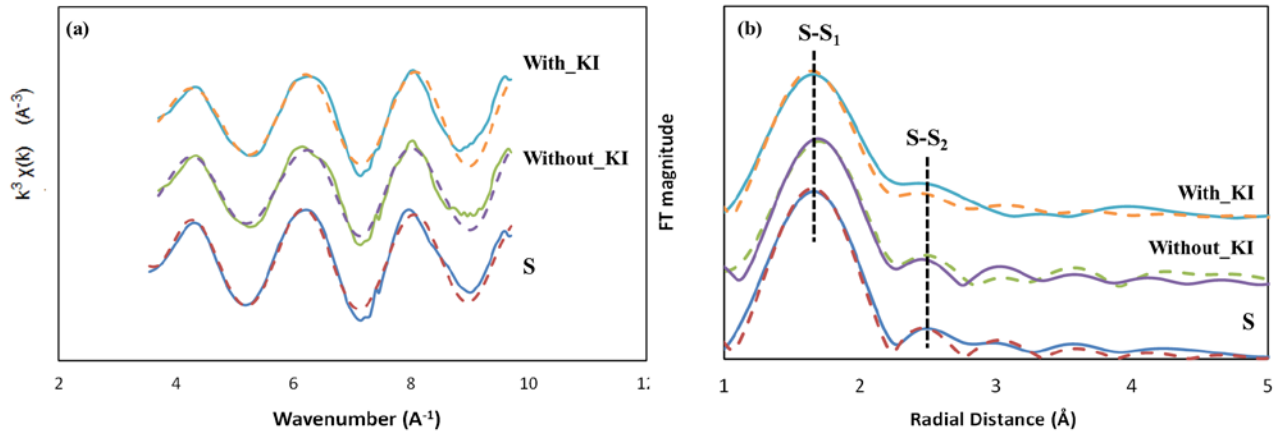 (a)
k³ χ(k) (A⁻³)
With_KI
Without_KI
S
2 4 6 8 10 12
Wavenumber (A⁻¹)
(b)
FT magnitude
S-S₁
S-S₂
With_KI
Without_KI
S
1 2 3 4 5
Radial Distance (Å)